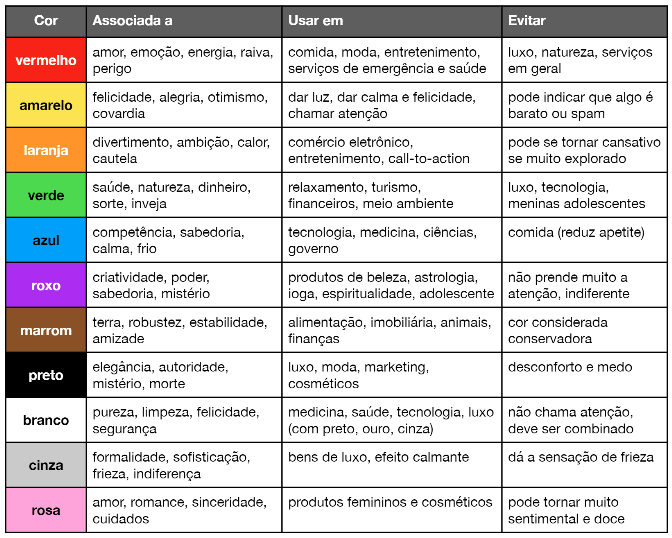 Cor Associada a Usar em Evitar
vermelho amor, emoção, energia, raiva, comida, moda, entretenimento, luxo, natureza, serviços
perigo serviços de emergência e saúde em geral
amarelo felicidade, alegria, otimismo, dar luz, dar calma e felicidade, pode indicar que algo é
covardia chamar atenção barato ou spam
laranja divertimento, ambição, calor, comércio eletrônico, pode se tornar cansativo
cautela entretenimento, call-to-action se muito explorado
verde saúde, natureza, dinheiro, relaxamento, turismo, luxo, tecnologia,
sorte, inveja financeiros, meio ambiente meninas adolescentes
azul competência, sabedoria, tecnologia, medicina, ciências, comida (reduz apetite)
calma, frio governo
roxo criatividade, poder, produtos de beleza, astrologia, não prende muito a
sabedoria, mistério ioga, espiritualidade, adolescente atenção, indiferente
marrom terra, robustez, estabilidade, alimentação, imobiliária, animais, cor considerada
amizade finanças conservadora
preto elegância, autoridade, luxo, moda, marketing, desconforto e medo
mistério, morte cosméticos
branco pureza, limpeza, felicidade, medicina, saúde, tecnologia, luxo não chama atenção,
segurança (com preto, ouro, cinza) deve ser combinado
cinza formalidade, sofisticação, bens de luxo, efeito calmante dá a sensação de frieza
frieza, indiferença
rosa amor, romance, sinceridade, produtos femininos e cosméticos pode tornar muito
cuidados sentimental e doce